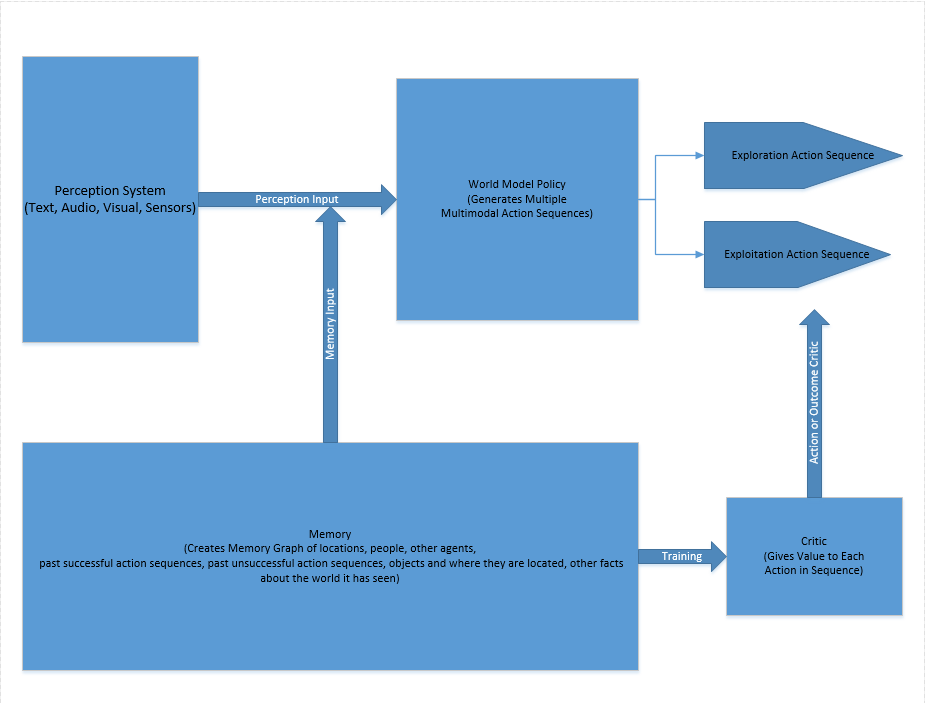 Perception System
(Text, Audio, Visual, Sensors)
Perception Input
World Model Policy
(Generates Multiple
Multimodal Action Sequences)
Exploration Action Sequence
Exploitation Action Sequence
Memory Input
Action or Outcome Critic
Memory
(Creates Memory Graph of locations, people, other agents,
past successful action sequences, past unsuccessful action sequences, objects and where they are located, other facts
about the world it has seen)
Training
Critic
(Gives Value to Each
Action in Sequence)